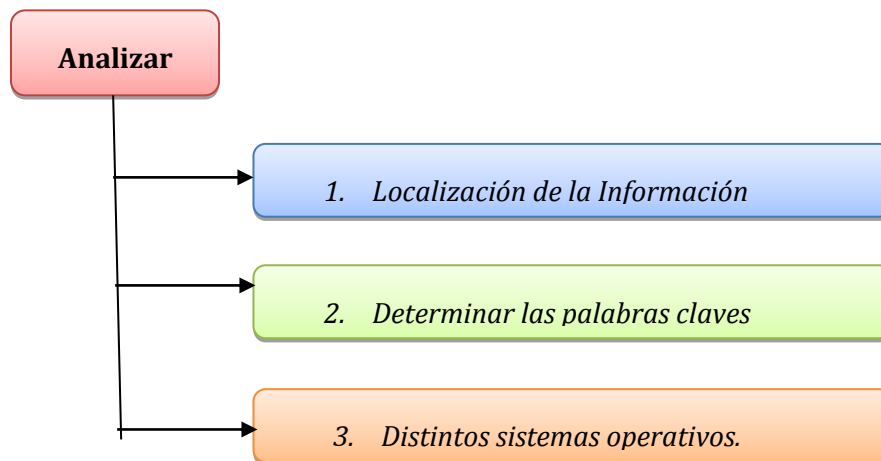 Analizar
1. Localización de la Información
2. Determinar las palabras claves
3. Distintos sistemas operativos.